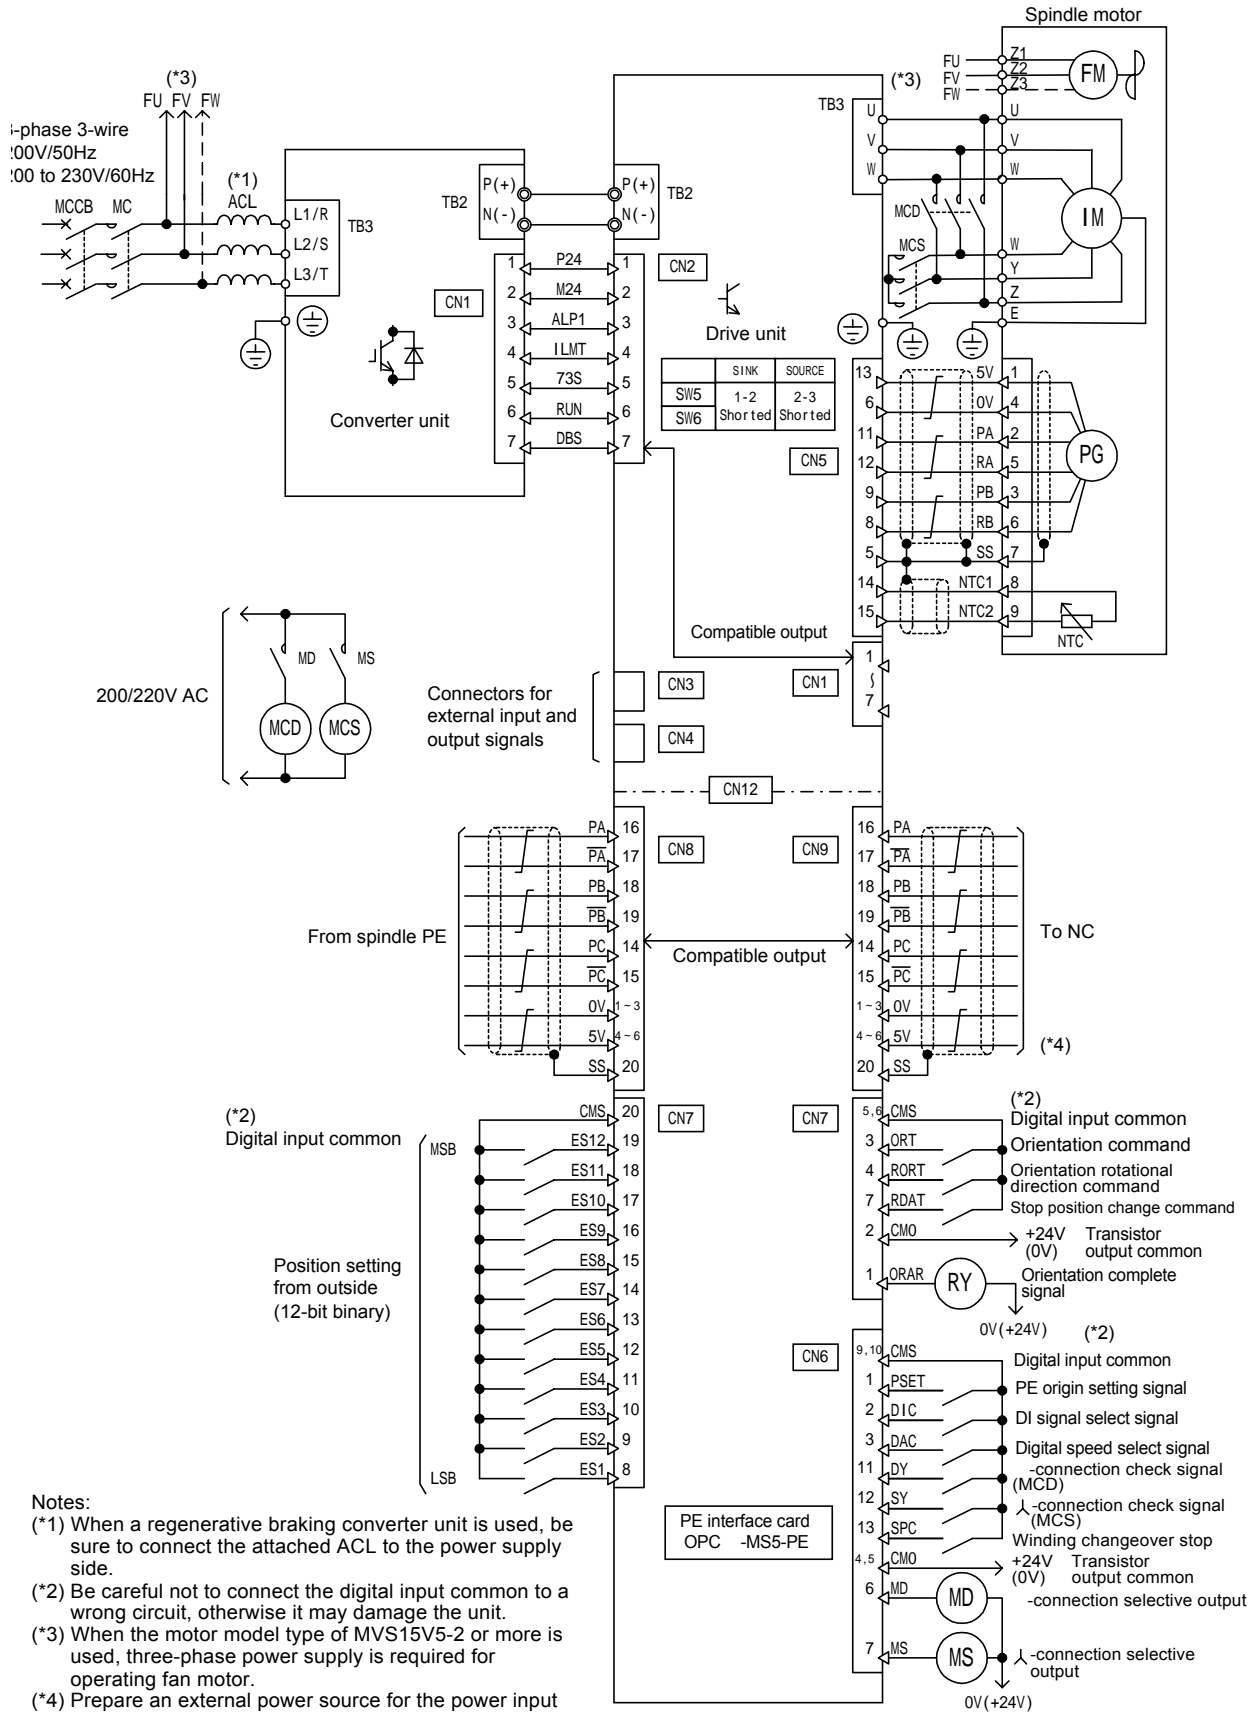 Spindle motor
(*3)
FU FV FW
3-phase 3-wire
200V/50Hz
200 to 230V/60Hz
MCCB MC
(*1)
ACL
L1/R
L2/S
L3/T
TB3
TB2
P(+)
N(-)
P(+)
N(-)
TB2
(*3)
TB3
U
V
W
FU
FV
FW
Z1
Z2
Z3
FM
U
V
W
IM
MCD
MCS
W
Y
Z
E
CN1
1 P24 1
2 M24 2
3 ALP1 3
4 ILMT 4
5 73S 5
6 RUN 6
7 DBS 7
CN2
Converter unit
Drive unit
SINK SOURCE
SW5 1-2 2-3
SW6 Shorted Shorted
CN5
13 5V 1
6 0V 4
11 PA 2
12 RA 5
9 PB 3
8 RB 6
5 SS 7
14 NTC1 8
15 NTC2 9
PG
NTC
Compatible output
CN1
1
~
7
200/220V AC
MD MS
MCD MCS
Connectors for
external input and
output signals
CN3
CN4
CN12
From spindle PE
PA 16
PA 17
PB 18
PB 19
PC 14
PC 15
0V 1~3
5V 4~6
SS 20
CN8
Compatible output
CN9
16 PA
17 PA
18 PB
19 PB
14 PC
15 PC
1~3 0V
4~6 5V
20 SS
To NC
(*4)
(*2)
Digital input common
CMS 20
MSB
ES12 19
ES11 18
ES10 17
ES9 16
ES8 15
ES7 14
ES6 13
ES5 12
ES4 11
ES3 10
ES2 9
ES1 8
LSB
Position setting
from outside
(12-bit binary)
CN7
CN7
(*2)
5,6 CMS Digital input common
3 ORT Orientation command
4 RORT Orientation rotational
direction command
7 RDAT Stop position change command
2 CMO +24V Transistor
(0V) output common
1 ORAR RY Orientation complete
signal
0V(+24V)
(*2)
CN6
9,10 CMS Digital input common
1 PSET PE origin setting signal
2 DIC DI signal select signal
3 DAC Digital speed select signal
11 DY -connection check signal
(MCD)
12 SY ⅄-connection check signal
(MCS)
13 SPC Winding changeover stop
4,5 CMO +24V Transistor
(0V) output common
6 MD MD -connection selective output
7 MS MS ⅄-connection selective
output
0V(+24V)
PE interface card
OPC -MS5-PE
Notes:
(*1) When a regenerative braking converter unit is used, be
sure to connect the attached ACL to the power supply
side.
(*2) Be careful not to connect the digital input common to a
wrong circuit, otherwise it may damage the unit.
(*3) When the motor model type of MVS15V5-2 or more is
used, three-phase power supply is required for
operating fan motor.
(*4) Prepare an external power source for the power input